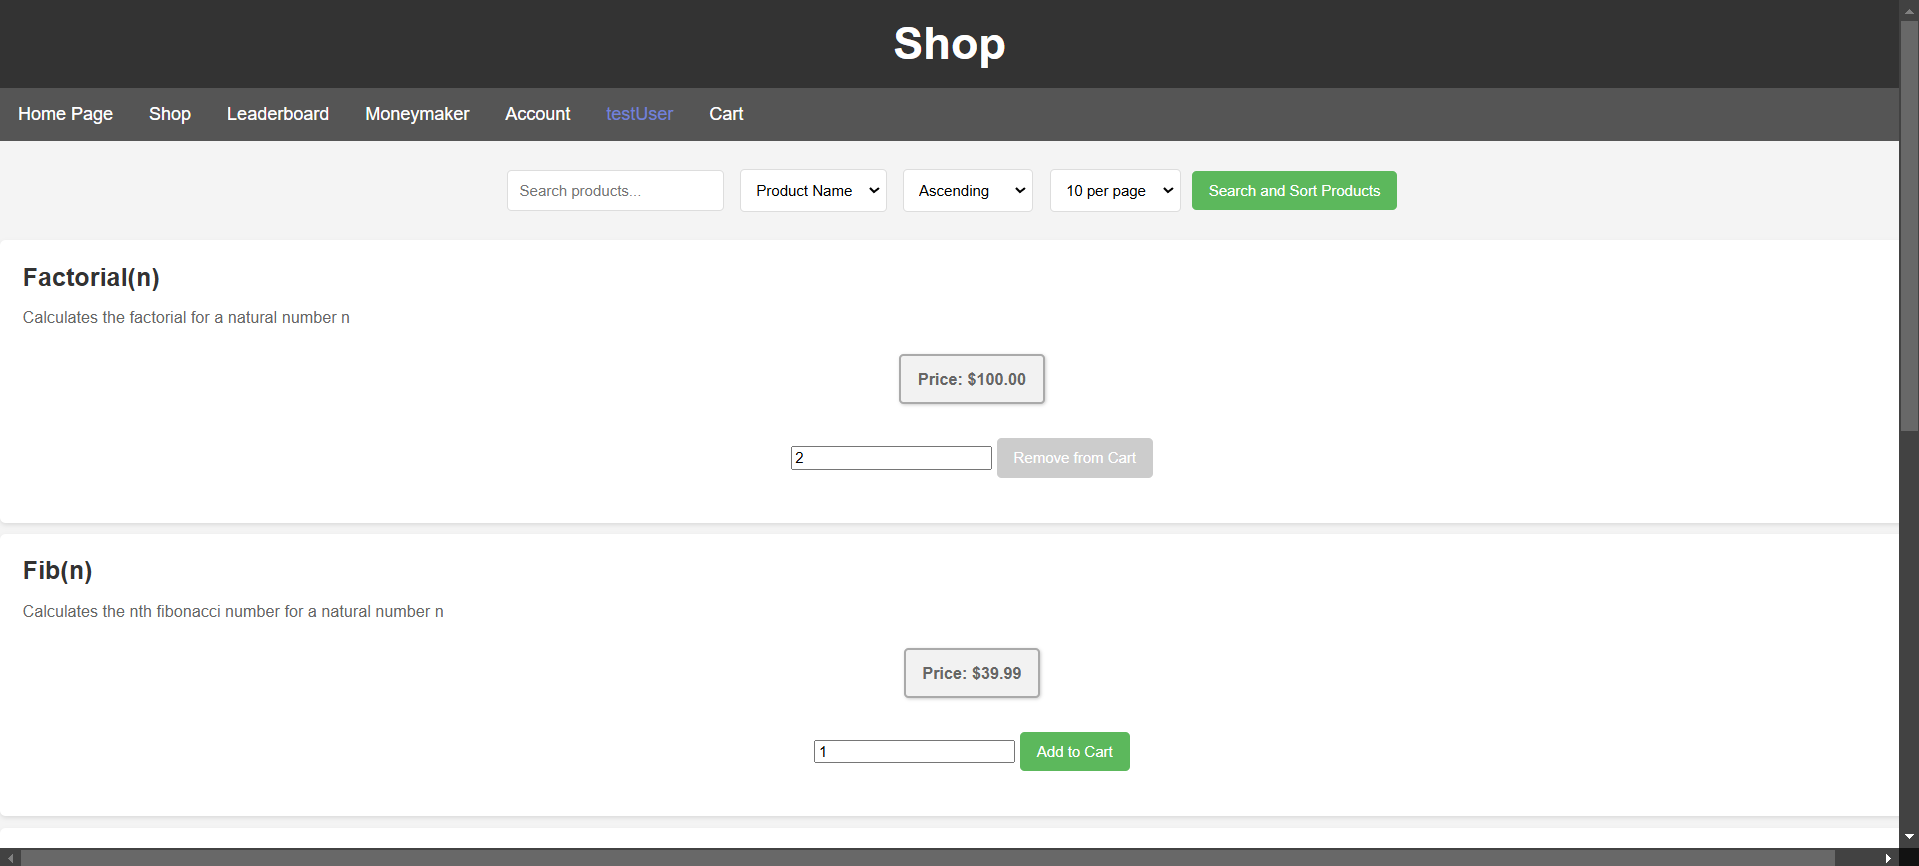 Shop
Home Page Shop Leaderboard Moneymaker Account testUser Cart
Search products... Product Name Ascending 10 per page Search and Sort Products
Factorial(n)
Calculates the factorial for a natural number n
Price: $100.00
2 Remove from Cart
Fib(n)
Calculates the nth fibonacci number for a natural number n
Price: $39.99
1 Add to Cart